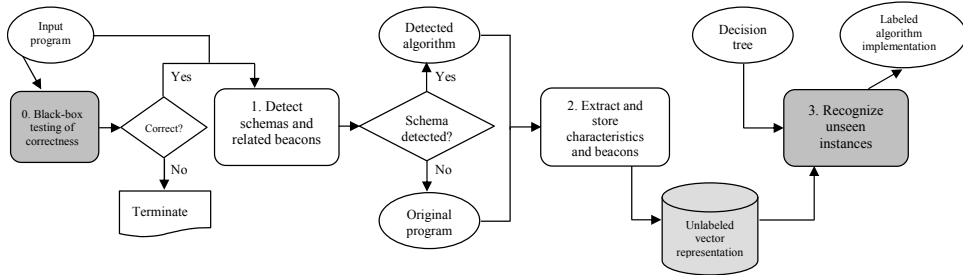 Input
program
0. Black-box
testing of
correctness
Yes
Correct?
No
Terminate
1. Detect
schemas and
related beacons
Detected
algorithm
Yes
Schema
detected?
No
Original
program
2. Extract and
store
characteristics
and beacons
Unlabeled
vector
representation
Decision
tree
3. Recognize
unseen
instances
Labeled
algorithm
implementation